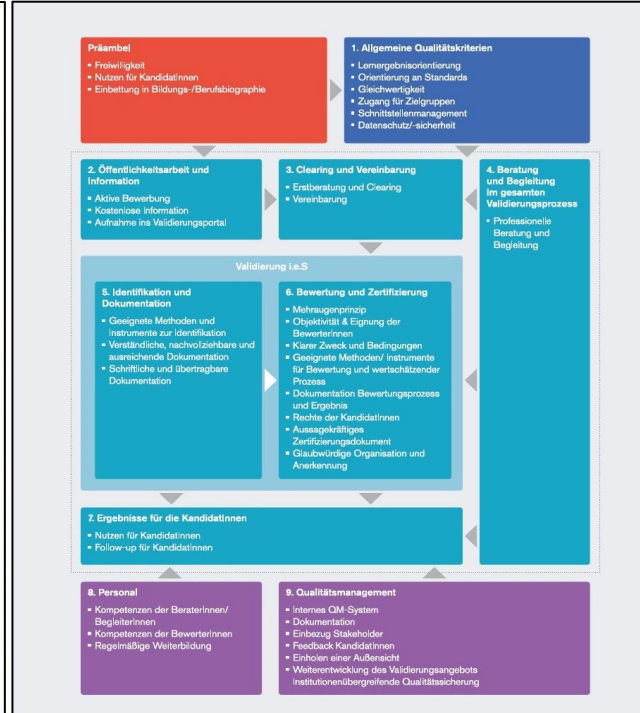 Präambel
▪ Freiwilligkeit
▪ Nutzen für KandidatInnen
▪ Einbettung in Bildungs-/Berufsbiographie
1. Allgemeine Qualitätskriterien
▪ Lernergebnisorientierung
▪ Orientierung an Standards
▪ Gleichwertigkeit
▪ Zugang für Zielgruppen
▪ Schnittstellenmanagement
▪ Datenschutz/-sicherheit
2. Öffentlichkeitsarbeit und
Information
▪ Aktive Bewerbung
▪ Kostenlose Information
▪ Aufnahme ins Validierungsportal
3. Clearing und Vereinbarung
▪ Erstberatung und Clearing
▪ Vereinbarung
4. Beratung
und Begleitung
im gesamten
Validierungsprozess
▪ Professionelle
Beratung und
Begleitung
Validierung i.e.S
5. Identifikation und
Dokumentation
▪ Geeignete Methoden und
Instrumente zur Identifikation
▪ Verständliche, nachvollziehbare und
ausreichende Dokumentation
▪ Schriftliche und übertragbare
Dokumentation
6. Bewertung und Zertifizierung
▪ Mehraugenprinzip
▪ Objektivität & Eignung der
BewerterInnen
▪ Klarer Zweck und Bedingungen
▪ Geeignete Methoden/ Instrumente
für Bewertung und wertschätzender
Prozess
▪ Dokumentation Bewertungsprozess
und Ergebnis
▪ Rechte der KandidatInnen
▪ Aussagekräftiges
Zertifizierungsdokument
▪ Glaubwürdige Organisation und
Anerkennung
7. Ergebnisse für die KandidatInnen
▪ Nutzen für KandidatInnen
▪ Follow-up für KandidatInnen
8. Personal
▪ Kompetenzen der BeraterInnen/
BegleiterInnen
▪ Kompetenzen der BewerterInnen
▪ Regelmäßige Weiterbildung
9. Qualitätsmanagement
▪ Internes QM-System
▪ Dokumentation
▪ Einbezug Stakeholder
▪ Feedback KandidatInnen
▪ Einholen einer Außensicht
▪ Weiterentwicklung des Validierungsangebots
Institutionenübergreifende Qualitätssicherung